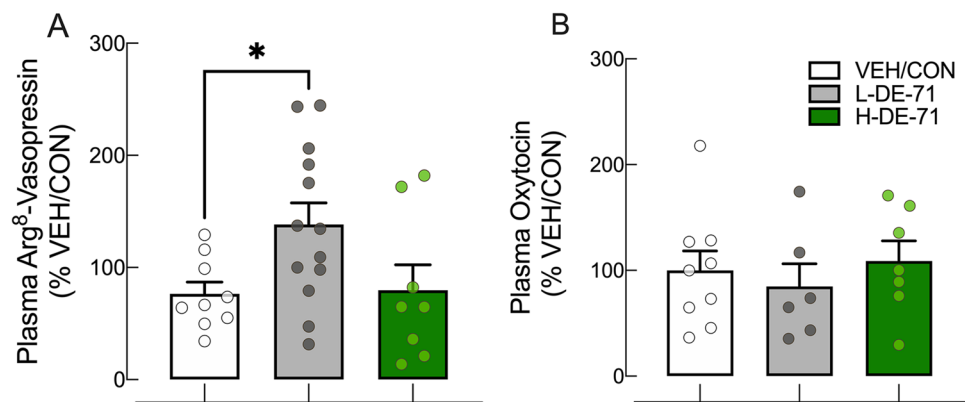 A
Plasma Arg⁸-Vasopressin
(% VEH/CON)
300
200
100
0
*
B
Plasma Oxytocin
(% VEH/CON)
300
200
100
0
VEH/CON
L-DE-71
H-DE-71